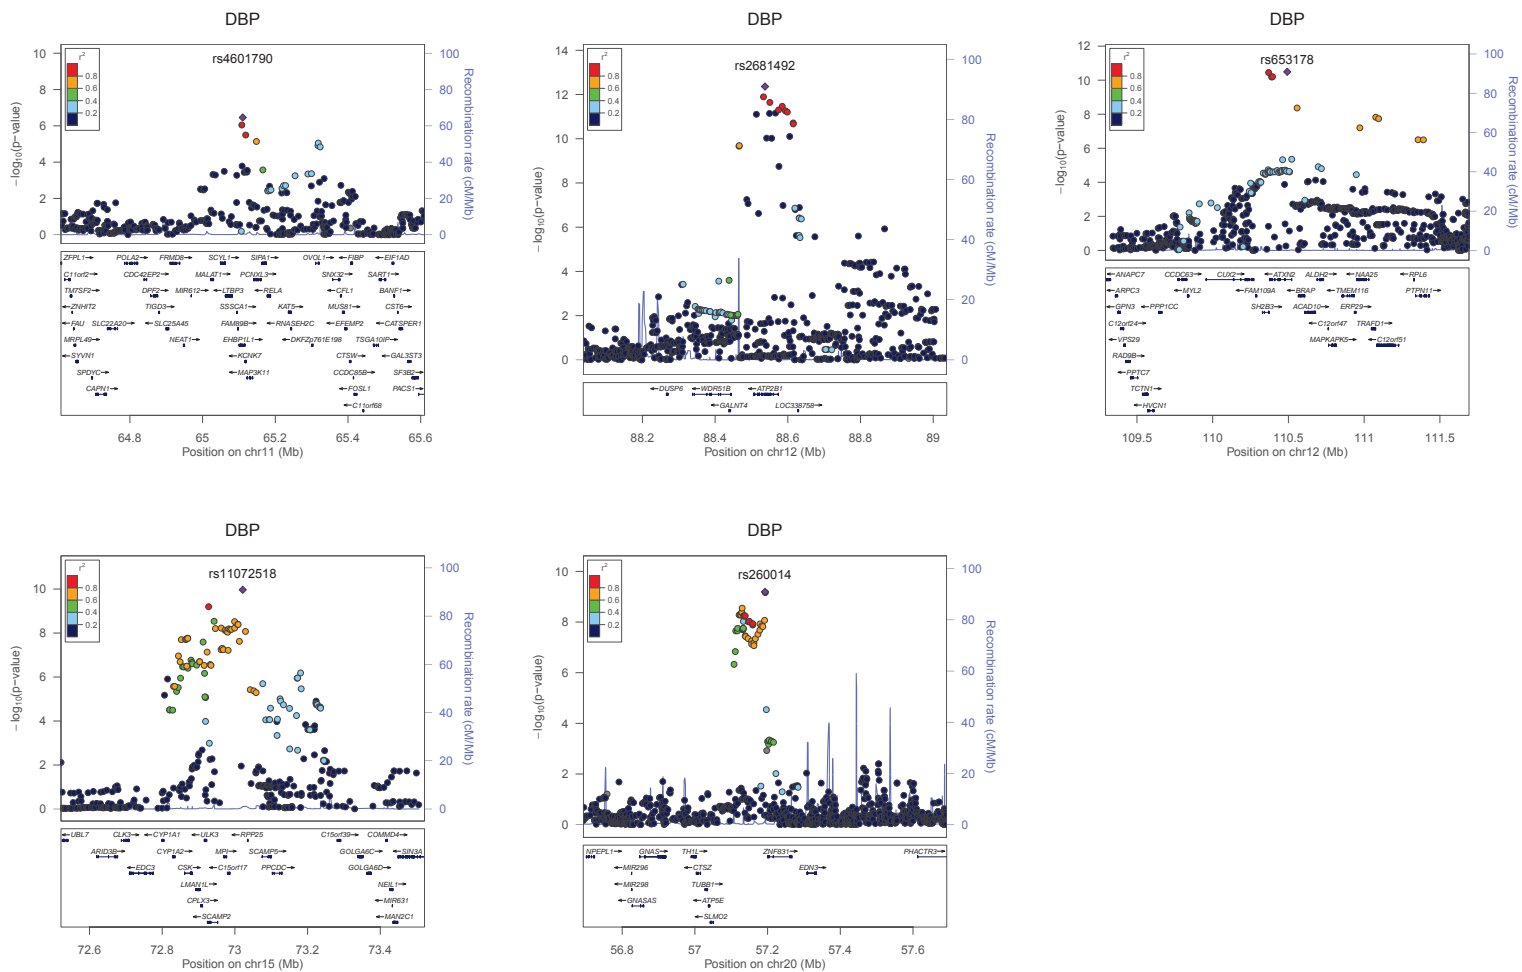 DBP
rs4601790
r²
0.8
0.6
0.4
0.2
−log₁₀(p−value)
0
2
4
6
8
10
Recombination rate (cM/Mb)
0
20
40
60
80
100
ZFPL1→ POLA2→ FRMD8→ SCYL1→ SIPA1→ OVOL1→ ←FIBP ←EIF1AD
C11orf2→ CDC42EP2→ MALAT1→ PCNXL3→ SNX32→ SART1→
TM7SF2→ DPF2→ MIR612→ ←LTBP3 ←RELA ←CFL1 BANF1→
←ZNHIT2 TIGD3→ SSSCA1→ KAT5→ MUS81→ CST6→
←FAU SLC22A20→ ←SLC25A45 ←FAM89B→ ←RNASEH2C ←EFEMP2 ←CATSPER1
←MRPL49 NEAT1→ EHBP1L1→ ←DKFZp761E198 TSGA10IP→
←SYVN1 ←KCNK7 CTSW→ ←GAL3ST3
SPDYC→ ←MAP3K11 CCDC85B→ SF3B2→
CAPN1→ ←FOSL1 PACS1→
←C11orf68
64.8 65 65.2 65.4 65.6
Position on chr11 (Mb)
DBP
rs2681492
r²
0.8
0.6
0.4
0.2
−log₁₀(p−value)
0
2
4
6
8
10
12
14
Recombination rate (cM/Mb)
0
20
40
60
80
100
←DUSP6 ←WDR51B ←ATP2B1
←GALNT4 LOC338758→
88.2 88.4 88.6 88.8 89
Position on chr12 (Mb)
DBP
rs653178
r²
0.8
0.6
0.4
0.2
−log₁₀(p−value)
0
2
4
6
8
10
12
Recombination rate (cM/Mb)
0
20
40
60
80
100
←ANAPC7 CCDC63→ CUX2→ ←ATXN2 ALDH2→ ←NAA25 ←RPL6
←ARPC3 ←MYL2 ←FAM109A ←BRAP ←TMEM116 PTPN11→
←GPN3 ←PPP1CC SH2B3→ ACAD10→ ERP29→
C12orf24→ ←C12orf47 TRAFD1→
←VPS29 MAPKAPK5→ ←C12orf51
RAD9B→
←PPTC7
TCTN1→
←HVCN1
109.5 110 110.5 111 111.5
Position on chr12 (Mb)
DBP
rs11072518
r²
0.8
0.6
0.4
0.2
−log₁₀(p−value)
0
2
4
6
8
10
Recombination rate (cM/Mb)
0
20
40
60
80
100
←UBL7 CLK3→ ←CYP1A1 ←ULK3 ←RPP25 C15orf39→ COMMD4→
ARID3B→ CYP1A2→ MPI→ SCAMP5→ GOLGA6C→ ←SIN3A
←EDC3 CSK→ ←C15orf17 PPCDC→ GOLGA6D→
LMAN1L→ NEIL1→
CPLX3→ MIR631
←SCAMP2 ←MAN2C1
72.6 72.8 73 73.2 73.4
Position on chr15 (Mb)
DBP
rs260014
r²
0.8
0.6
0.4
0.2
−log₁₀(p−value)
0
2
4
6
8
10
Recombination rate (cM/Mb)
0
20
40
60
80
100
NPEPL1→ GNAS→ TH1L→ ZNF831→ PHACTR3→
←MIR296 ←CTSZ EDN3→
←MIR298 TUBB1→
←GNASAS ←ATP5E
←SLMO2
56.8 57 57.2 57.4 57.6
Position on chr20 (Mb)